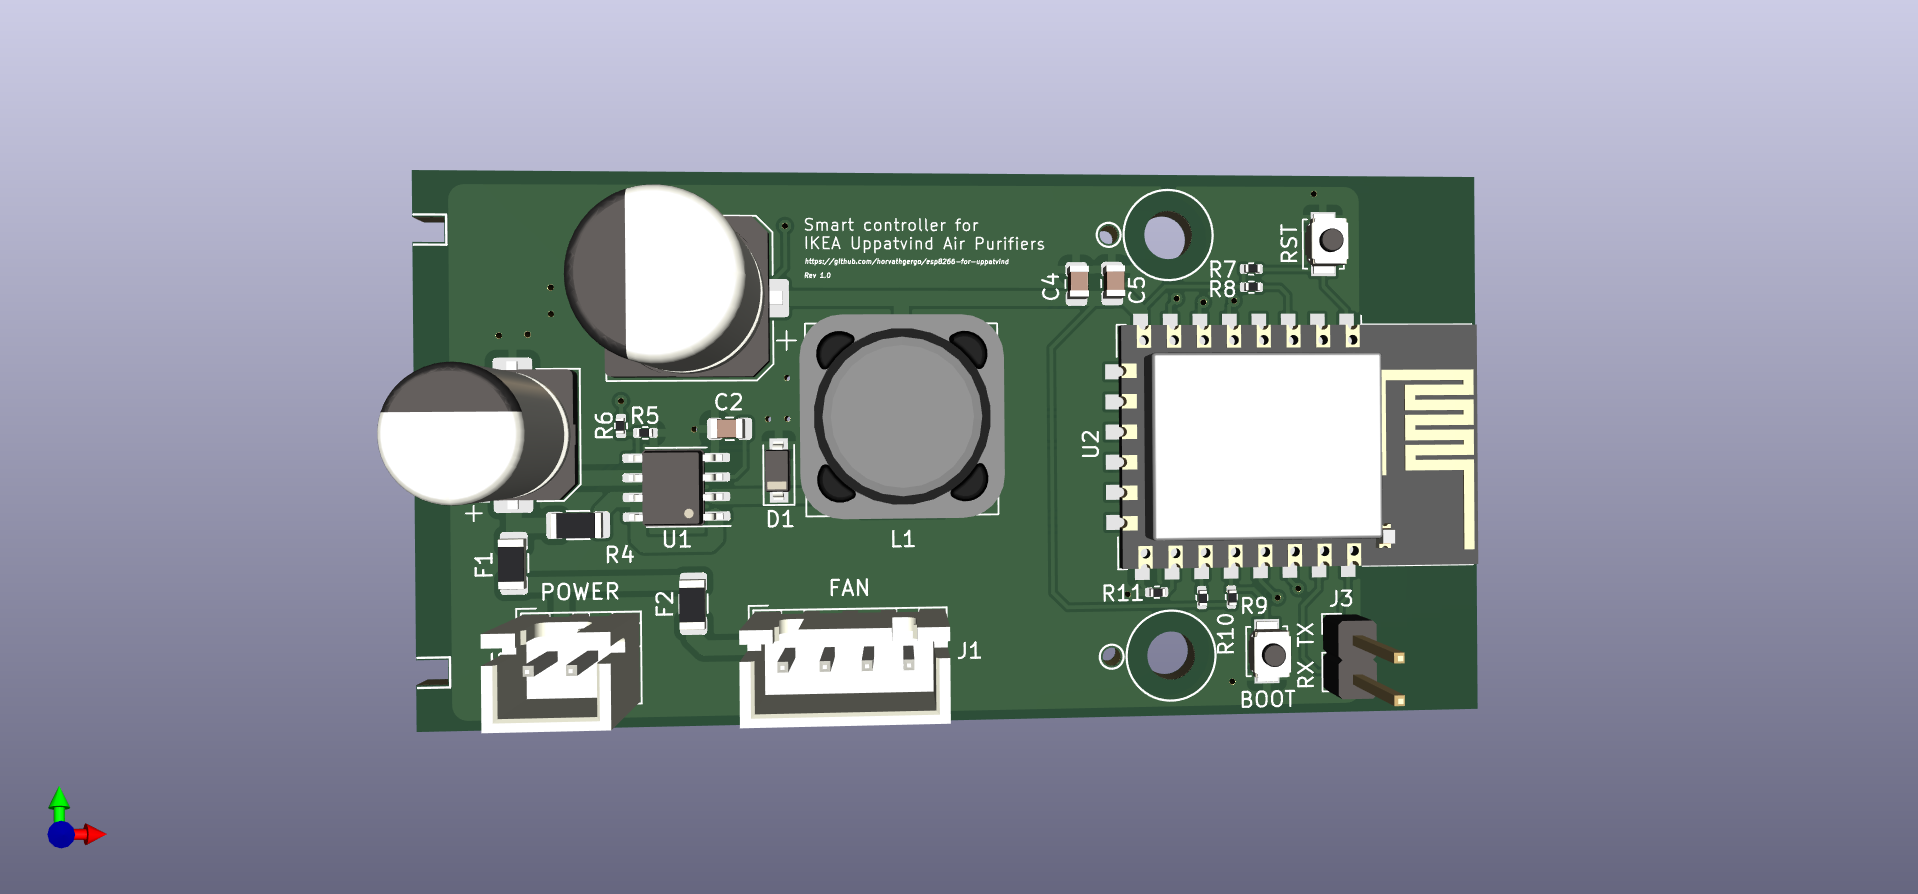 Smart controller for
IKEA Uppatvind Air Purifiers
https://github.com/horvathgergo/esp8266-for-uppatvind
Rev 1.0
RST
C4
C5
R7
R8
+
C2
R6
R5
U2
+
D1
U1
L1
R4
F1
POWER
F2
FAN
R11
R9
R10
J3
RX TX
J1
BOOT